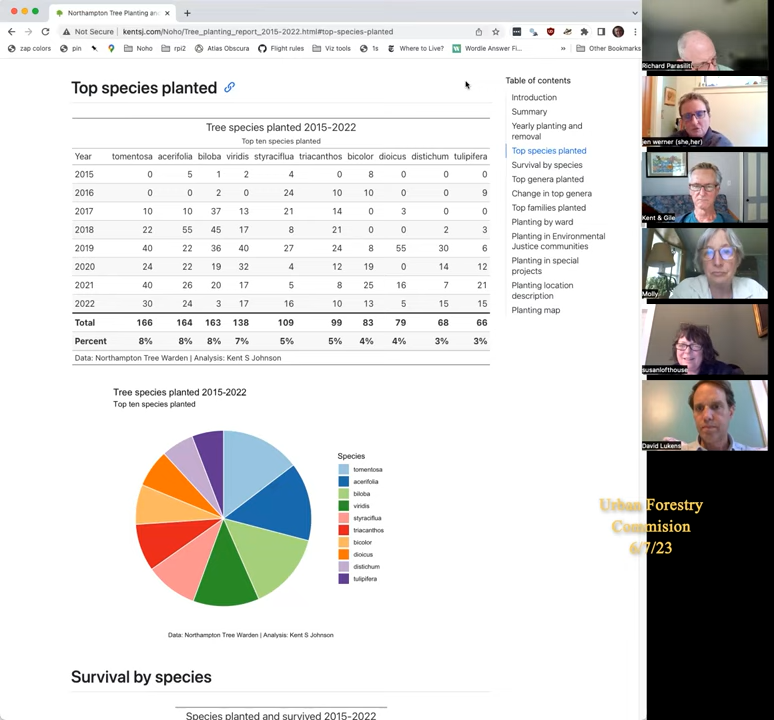 Northampton Tree Planting an
Not Secure | kentsj.com/Noho/Tree_planting_report_2015-2022.html#top-species-planted
zap colors
pin
Noho
rpi2
Atlas Obscura
Flight rules
Viz tools
1s
Where to Live?
Wordle Answer Fi...
»
Other Bookmarks
Top species planted
Tree species planted 2015-2022
Top ten species planted
Year tomentosa acerifolia biloba viridis styraciflua triacanthos bicolor dioicus distichum tulipifera
2015 0 5 1 2 4 0 8 0 0 0
2016 0 0 2 0 24 10 10 0 0 9
2017 10 10 37 13 21 14 0 3 0 0
2018 22 55 45 17 8 21 0 0 2 3
2019 40 22 36 40 27 24 8 55 30 6
2020 24 22 19 32 4 12 19 0 14 12
2021 40 26 20 17 5 8 25 16 7 21
2022 30 24 3 17 16 10 13 5 15 15
Total 166 164 163 138 109 99 83 79 68 66
Percent 8% 8% 8% 7% 5% 5% 4% 4% 3% 3%
Data: Northampton Tree Warden | Analysis: Kent S Johnson
Tree species planted 2015-2022
Top ten species planted
Species
tomentosa
acerifolia
biloba
viridis
styraciflua
triacanthos
bicolor
dioicus
distichum
tulipifera
Data: Northampton Tree Warden | Analysis: Kent S Johnson
Survival by species
Species planted and survived 2015-2022
Table of contents
Introduction
Summary
Yearly planting and
removal
Top species planted
Survival by species
Top genera planted
Change in top genera
Top families planted
Planting by ward
Planting in Environmental
Justice communities
Planting in special
projects
Planting location
description
Planting map
Richard Parasiliti
jen werner (she,her)
Kent & Gile
Molly
susanlofthouse
David Lukens
Urban Forestry
Commision
6/7/23